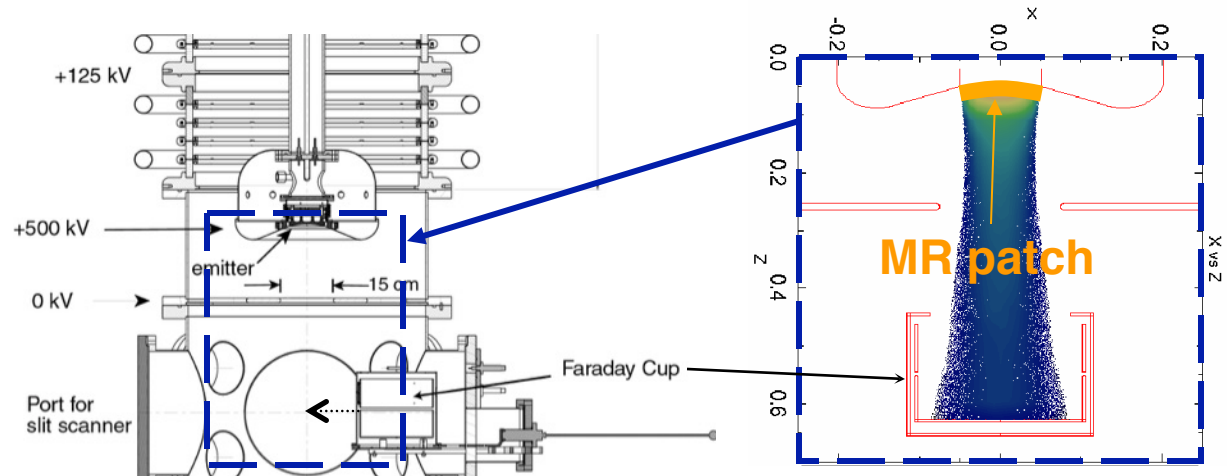 +125 kV
+500 kV
emitter
15 cm
0 kV
Port for
slit scanner
Faraday Cup
X
-0.2
0.0
0.2
0.0
0.2
0.4
0.6
Z
X vs Z
MR patch